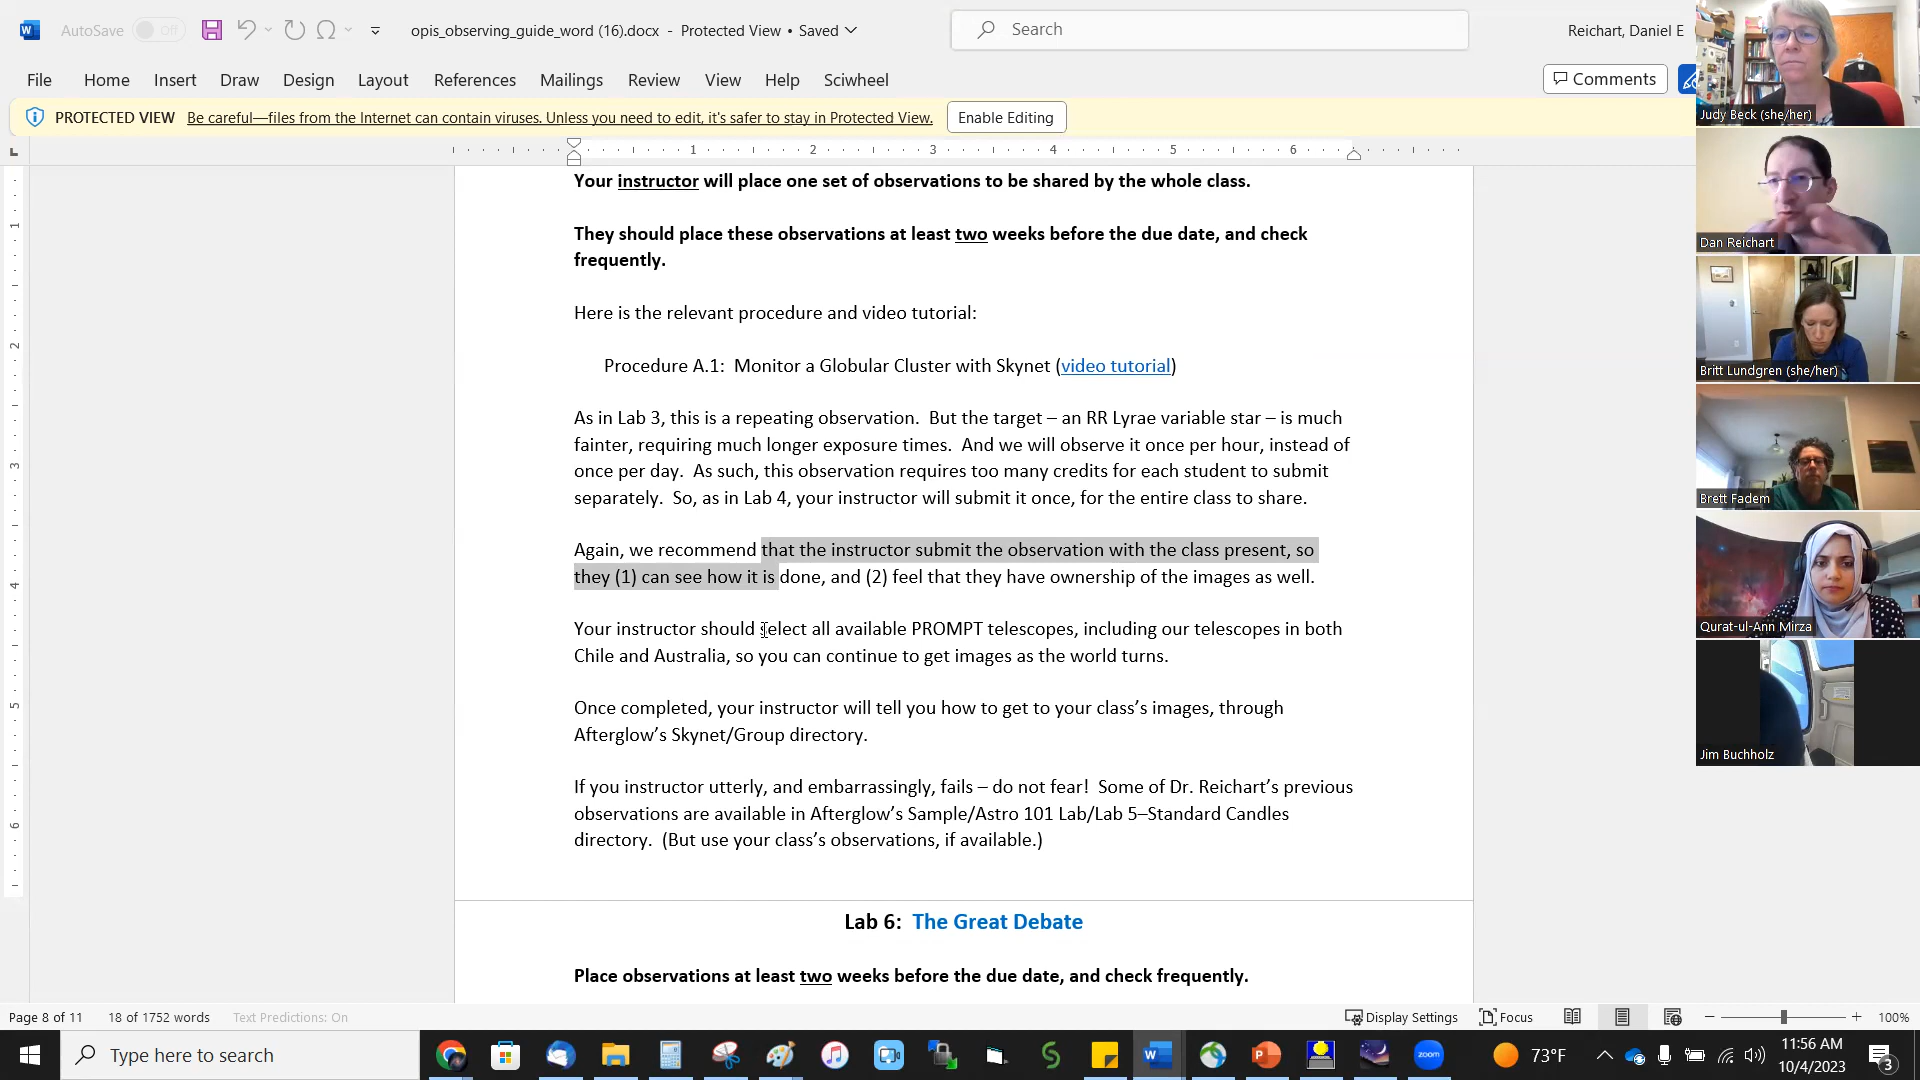 AutoSave
Off
opis_observing_guide_word (16).docx - Protected View • Saved
Search
Reichart, Daniel E
File Home Insert Draw Design Layout References Mailings Review View Help Sciwheel
Comments
PROTECTED VIEW Be careful—files from the Internet can contain viruses. Unless you need to edit, it's safer to stay in Protected View.
Enable Editing
1 2 3 4 5 6
Your instructor will place one set of observations to be shared by the whole class.
They should place these observations at least two weeks before the due date, and check
frequently.
Here is the relevant procedure and video tutorial:
Procedure A.1: Monitor a Globular Cluster with Skynet (video tutorial)
As in Lab 3, this is a repeating observation. But the target – an RR Lyrae variable star – is much
fainter, requiring much longer exposure times. And we will observe it once per hour, instead of
once per day. As such, this observation requires too many credits for each student to submit
separately. So, as in Lab 4, your instructor will submit it once, for the entire class to share.
Again, we recommend that the instructor submit the observation with the class present, so
they (1) can see how it is done, and (2) feel that they have ownership of the images as well.
Your instructor should select all available PROMPT telescopes, including our telescopes in both
Chile and Australia, so you can continue to get images as the world turns.
Once completed, your instructor will tell you how to get to your class’s images, through
Afterglow’s Skynet/Group directory.
If you instructor utterly, and embarrassingly, fails – do not fear! Some of Dr. Reichart’s previous
observations are available in Afterglow’s Sample/Astro 101 Lab/Lab 5–Standard Candles
directory. (But use your class’s observations, if available.)
Lab 6: The Great Debate
Place observations at least two weeks before the due date, and check frequently.
1
2
3
4
5
6
Judy Beck (she/her)
Dan Reichart
Britt Lundgren (she/her)
Brett Fadem
Qurat-ul-Ann Mirza
Jim Buchholz
Page 8 of 11
18 of 1752 words
Text Predictions: On
Display Settings
Focus
100%
Type here to search
zoom
73°F
11:56 AM
10/4/2023
3